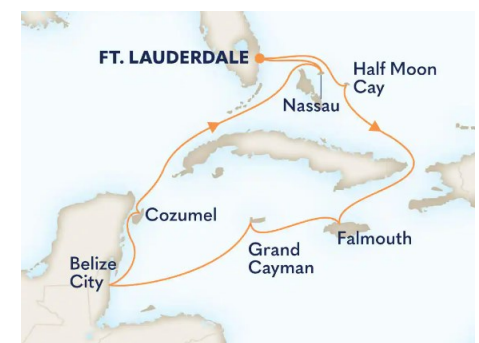 FT. LAUDERDALE
Half Moon
Cay
Nassau
Cozumel
Falmouth
Grand
Cayman
Belize
City